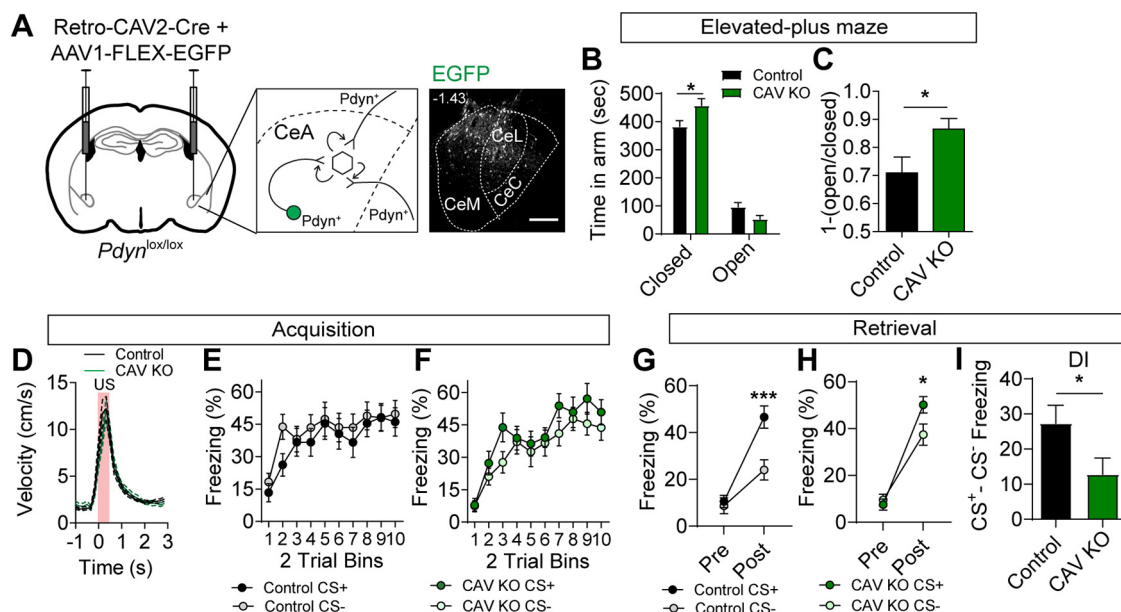 A
Retro-CAV2-Cre +
AAV1-FLEX-EGFP
Pdyn^lox/lox
CeA
Pdyn+
Pdyn+
Pdyn+
EGFP
-1.43
CeL
CeM
CeC
Elevated-plus maze
B
Control
CAV KO
Time in arm (sec)
500
400
300
200
100
0
*
Closed
Open
C
1-(open/closed)
1.0
0.9
0.8
0.7
0.6
0.5
*
Control
CAV KO
Acquisition
D
Control
CAV KO
US
Velocity (cm/s)
15
10
5
0
-1 0 1 2 3
Time (s)
E
Freezing (%)
60
45
30
15
0
1 2 3 4 5 6 7 8 9 10
2 Trial Bins
Control CS+
Control CS-
F
Freezing (%)
60
45
30
15
0
1 2 3 4 5 6 7 8 9 10
2 Trial Bins
CAV KO CS+
CAV KO CS-
Retrieval
G
Freezing (%)
60
40
20
0
***
Pre
Post
Control CS+
Control CS-
H
Freezing (%)
60
40
20
0
*
Pre
Post
CAV KO CS+
CAV KO CS-
I
DI
CS+- CS- Freezing
40
30
20
10
0
*
Control
CAV KO